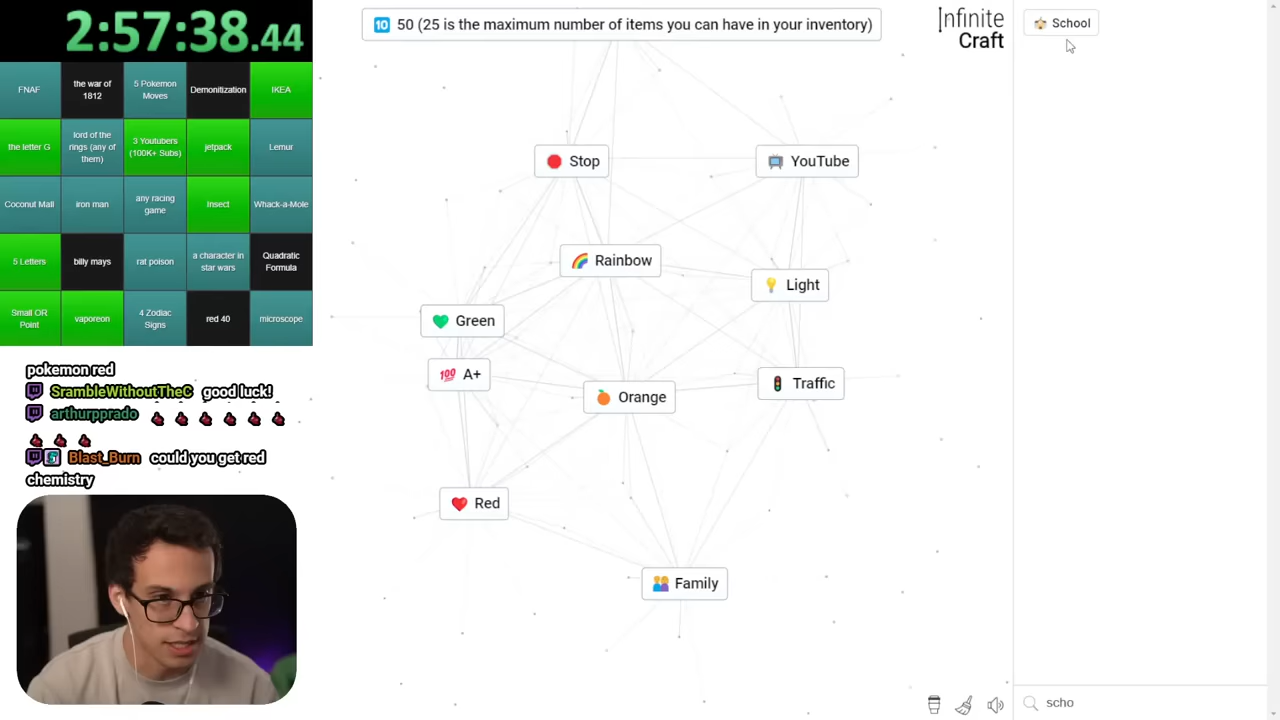 2:57:38.44
FNAF
the war of
1812
5 Pokemon
Moves
Demonitization
IKEA
the letter G
lord of the
rings (any of
them)
3 Youtubers
(100K+ Subs)
jetpack
Lemur
Coconut Mall
iron man
any racing
game
Insect
Whack-a-Mole
5 Letters
billy mays
rat poison
a character in
star wars
Quadratic
Formula
Small OR
Point
vaporeon
4 Zodiac
Signs
red 40
microscope
pokemon red
SrambleWithoutTheC good luck!
arthurpprado
Blast_Burn could you get red
chemistry
10 50 (25 is the maximum number of items you can have in your inventory)
Infinite
Craft
Stop
YouTube
Rainbow
Light
Green
100 A+
Orange
Traffic
Red
Family
School
scho